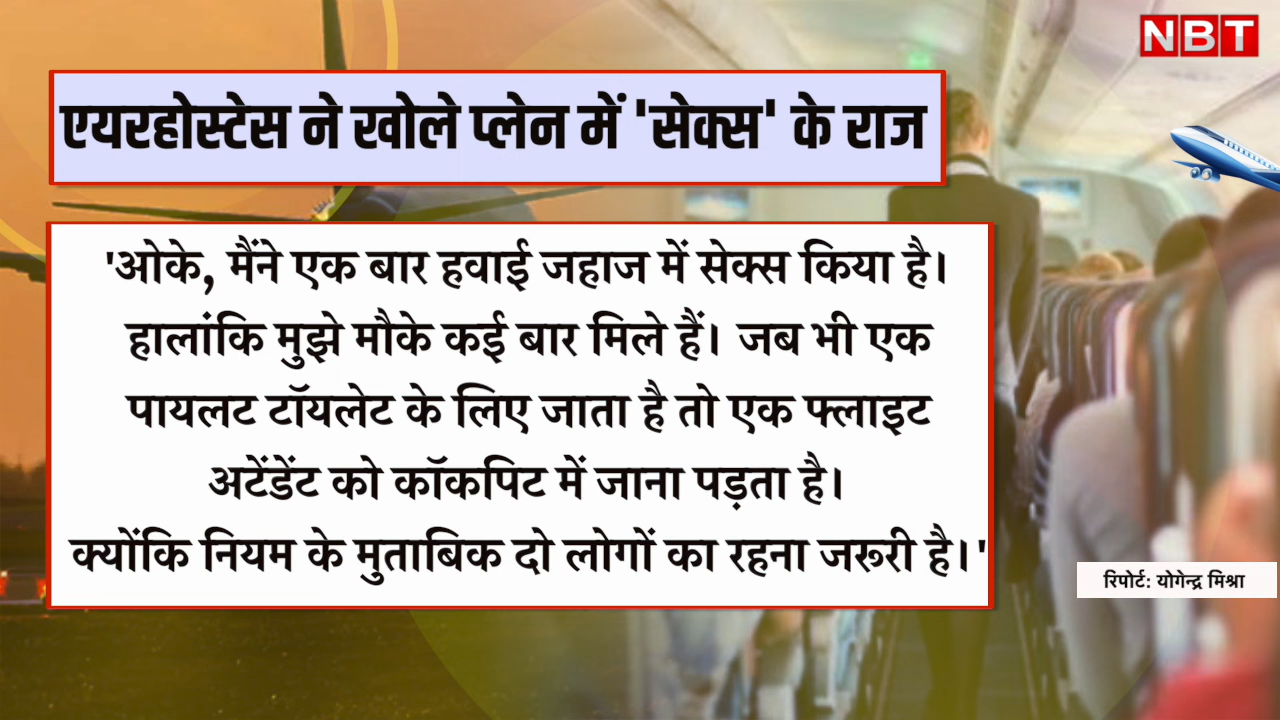 NBT
एयरहोस्टेस ने खोले प्लेन में 'सेक्स' के राज
'ओके, मैंने एक बार हवाई जहाज में सेक्स किया है।
हालांकि मुझे मौके कई बार मिले हैं। जब भी एक
पायलट टॉयलेट के लिए जाता है तो एक फ्लाइट
अटेंडेंट को कॉकपिट में जाना पड़ता है।
क्योंकि नियम के मुताबिक दो लोगों का रहना जरूरी है।'
रिपोर्ट: योगेन्द्र मिश्रा